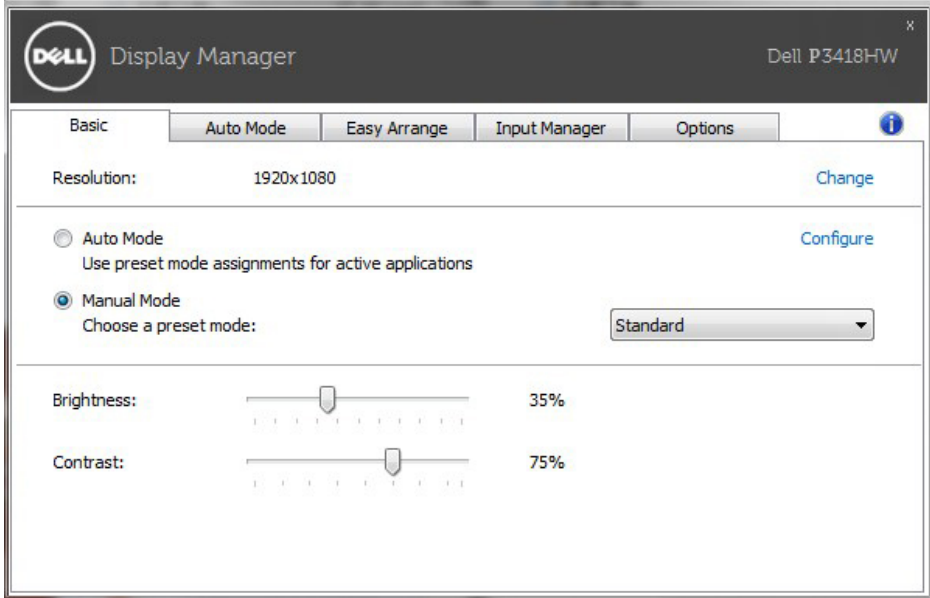 x
DELL Display Manager Dell P3418HW
Basic Auto Mode Easy Arrange Input Manager Options i
Resolution: 1920x1080 Change
Auto Mode Configure
Use preset mode assignments for active applications
Manual Mode
Choose a preset mode: Standard
Brightness: 35%
Contrast: 75%